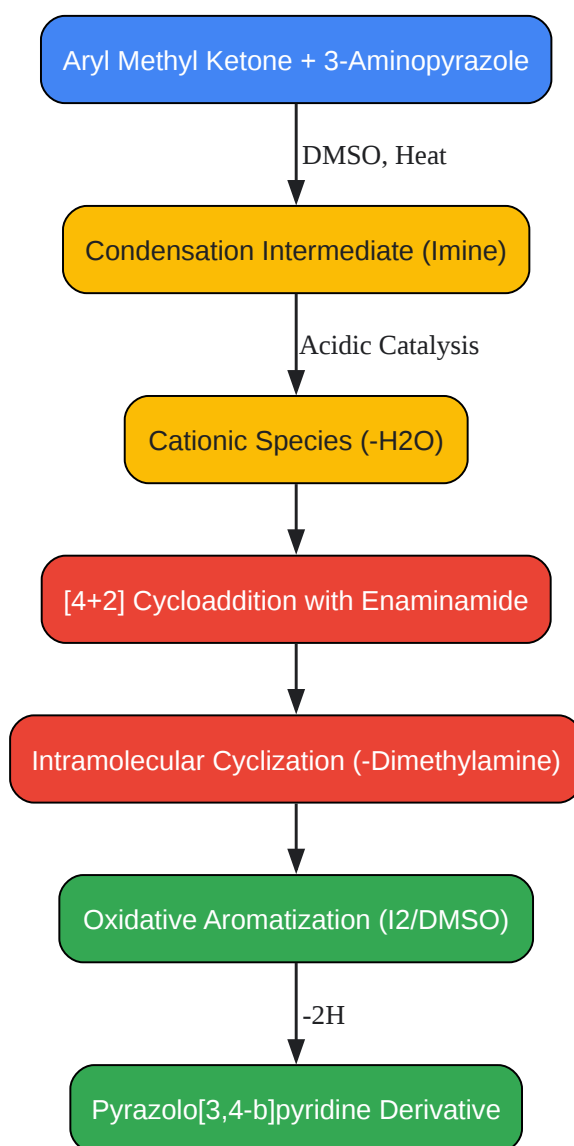 Aryl Methyl Ketone + 3-Aminopyrazole
DMSO, Heat
Condensation Intermediate (Imine)
Acidic Catalysis
Cationic Species (-H2O)
[4+2] Cycloaddition with Enaminamide
Intramolecular Cyclization (-Dimethylamine)
Oxidative Aromatization (I2/DMSO)
-2H
Pyrazolo[3,4-b]pyridine Derivative